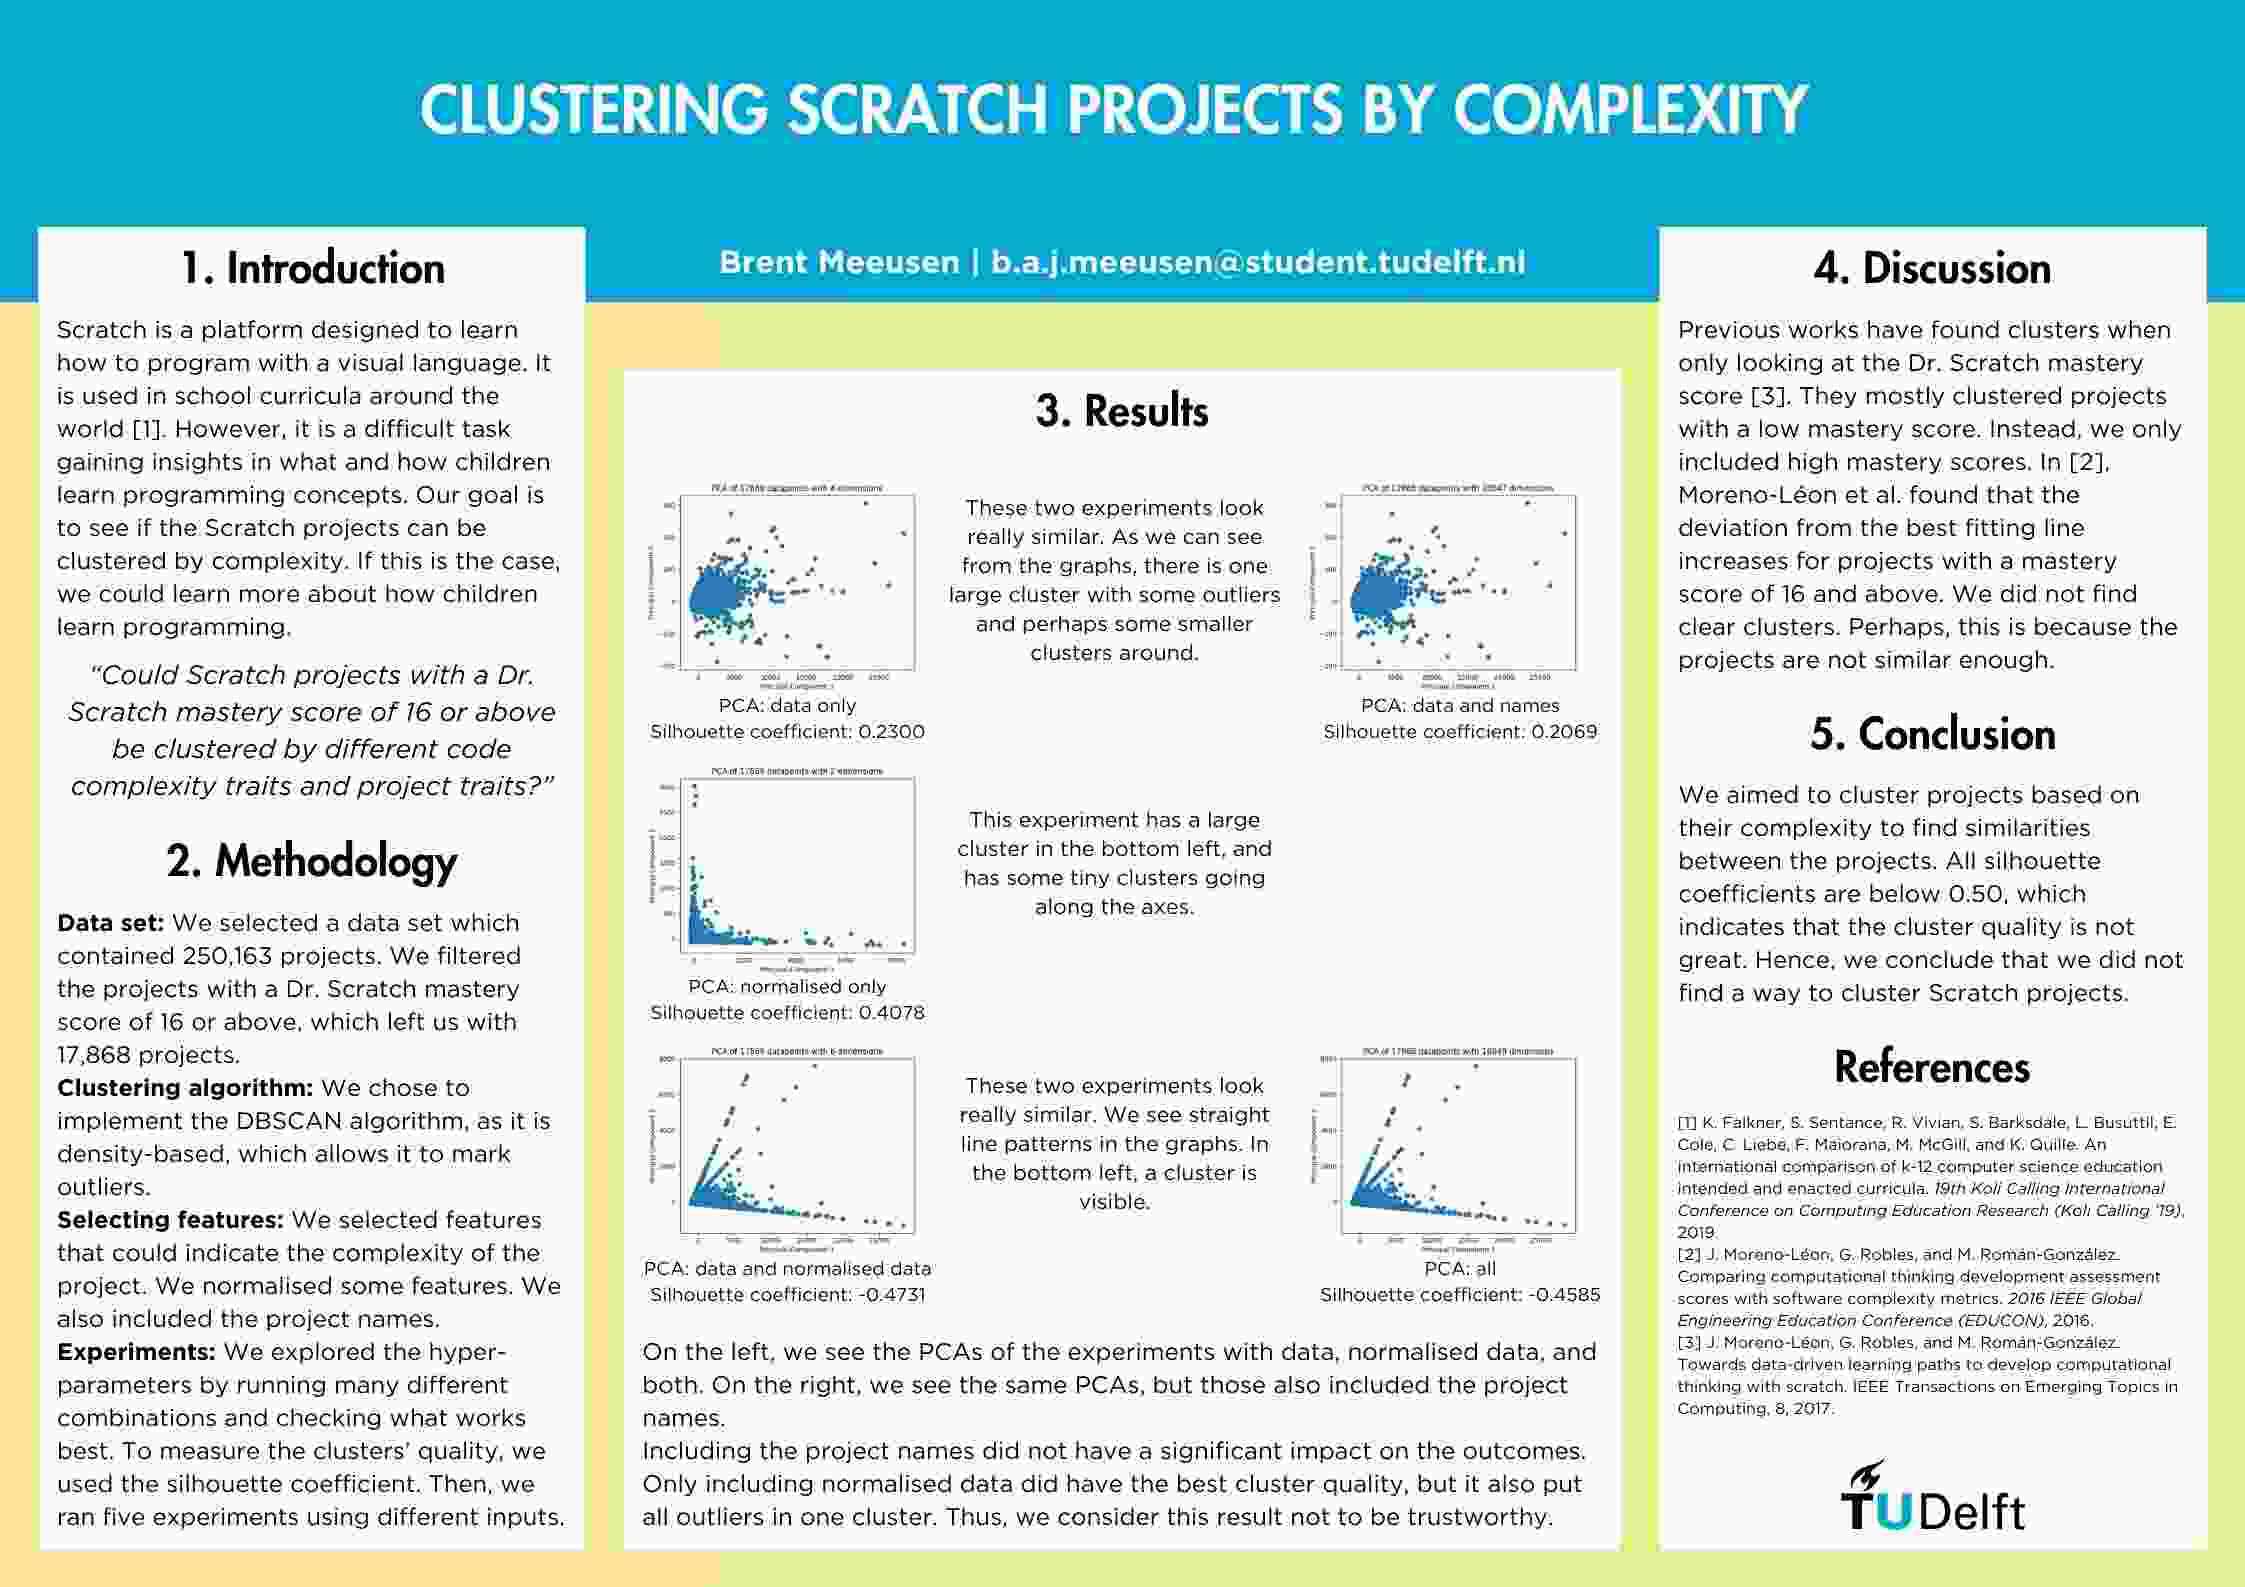 CLUSTERING SCRATCH PROJECTS BY COMPLEXITY
Brent Meeusen | b.a.j.meeusen@student.tudelft.nl
1. Introduction
Scratch is a platform designed to learn
how to program with a visual language. It
is used in school curricula around the
world [1]. However, it is a difficult task
gaining insights in what and how children
learn programming concepts. Our goal is
to see if the Scratch projects can be
clustered by complexity. If this is the case,
we could learn more about how children
learn programming.
“Could Scratch projects with a Dr.
Scratch mastery score of 16 or above
be clustered by different code
complexity traits and project traits?”
2. Methodology
Data set: We selected a data set which
contained 250,163 projects. We filtered
the projects with a Dr. Scratch mastery
score of 16 or above, which left us with
17,868 projects.
Clustering algorithm: We chose to
implement the DBSCAN algorithm, as it is
density-based, which allows it to mark
outliers.
Selecting features: We selected features
that could indicate the complexity of the
project. We normalised some features. We
also included the project names.
Experiments: We explored the hyper-
parameters by running many different
combinations and checking what works
best. To measure the clusters’ quality, we
used the silhouette coefficient. Then, we
ran five experiments using different inputs.
3. Results
These two experiments look
really similar. As we can see
from the graphs, there is one
large cluster with some outliers
and perhaps some smaller
clusters around.
PCA: data only
Silhouette coefficient: 0.2300
PCA: data and names
Silhouette coefficient: 0.2069
This experiment has a large
cluster in the bottom left, and
has some tiny clusters going
along the axes.
PCA: normalised only
Silhouette coefficient: 0.4078
These two experiments look
really similar. We see straight
line patterns in the graphs. In
the bottom left, a cluster is
visible.
PCA: data and normalised data
Silhouette coefficient: -0.4731
PCA: all
Silhouette coefficient: -0.4585
On the left, we see the PCAs of the experiments with data, normalised data, and
both. On the right, we see the same PCAs, but those also included the project
names.
Including the project names did not have a significant impact on the outcomes.
Only including normalised data did have the best cluster quality, but it also put
all outliers in one cluster. Thus, we consider this result not to be trustworthy.
4. Discussion
Previous works have found clusters when
only looking at the Dr. Scratch mastery
score [3]. They mostly clustered projects
with a low mastery score. Instead, we only
included high mastery scores. In [2],
Moreno-Léon et al. found that the
deviation from the best fitting line
increases for projects with a mastery
score of 16 and above. We did not find
clear clusters. Perhaps, this is because the
projects are not similar enough.
5. Conclusion
We aimed to cluster projects based on
their complexity to find similarities
between the projects. All silhouette
coefficients are below 0.50, which
indicates that the cluster quality is not
great. Hence, we conclude that we did not
find a way to cluster Scratch projects.
References
[1] K. Falkner, S. Sentance, R. Vivian, S. Barksdale, L. Busuttil, E.
Cole, C. Liebe, F. Maiorana, M. McGill, and K. Quille. An
international comparison of k-12 computer science education
intended and enacted curricula. 19th Koli Calling International
Conference on Computing Education Research (Koli Calling ’19),
2019.
[2] J. Moreno-Léon, G. Robles, and M. Román-González.
Comparing computational thinking development assessment
scores with software complexity metrics. 2016 IEEE Global
Engineering Education Conference (EDUCON), 2016.
[3] J. Moreno-Léon, G. Robles, and M. Román-González.
Towards data-driven learning paths to develop computational
thinking with scratch. IEEE Transactions on Emerging Topics in
Computing, 8, 2017.
TU Delft